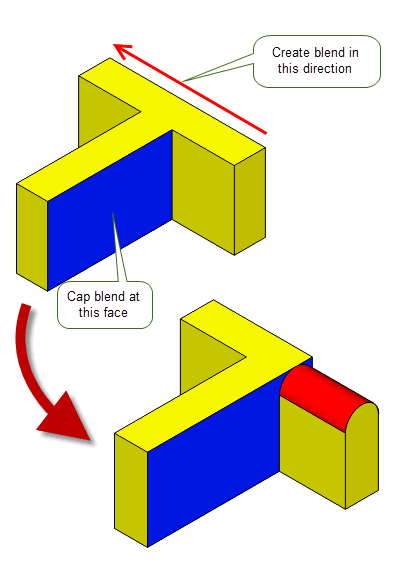 Create blend in
this direction
Cap blend at
this face